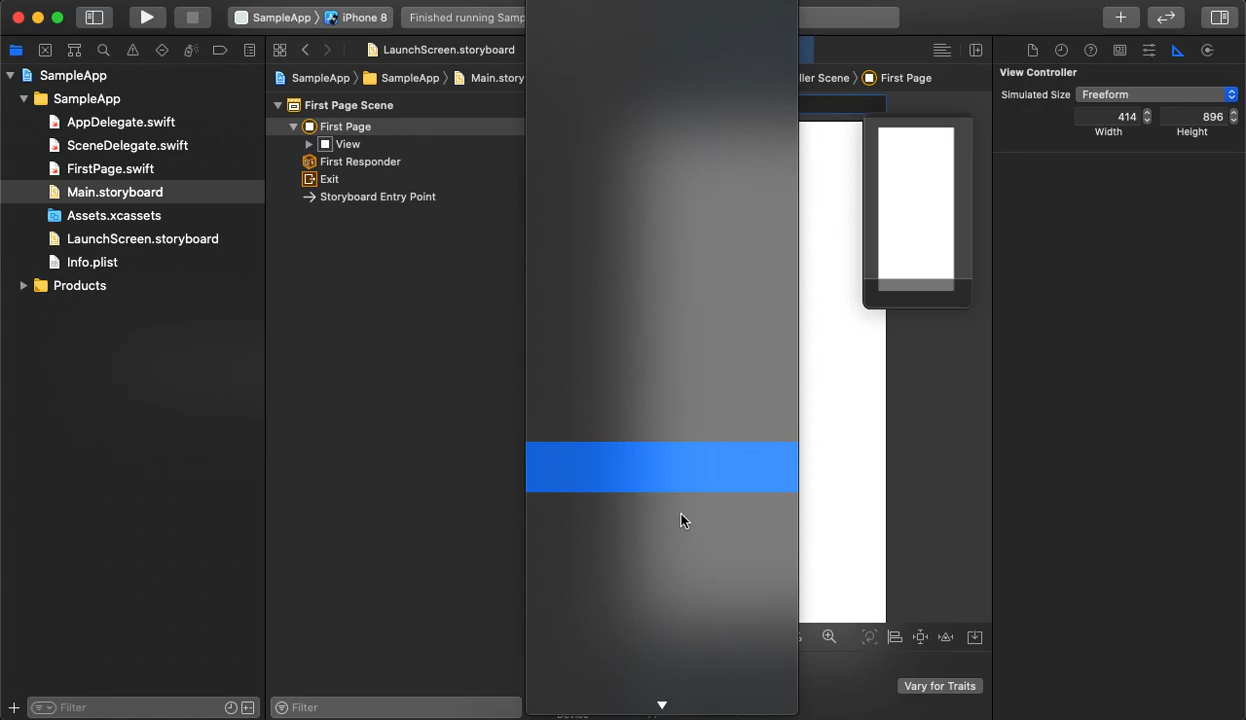 SampleApp iPhone 8
Finished running Samp
LaunchScreen.storyboard
SampleApp
SampleApp
AppDelegate.swift
SceneDelegate.swift
FirstPage.swift
Main.storyboard
Assets.xcassets
LaunchScreen.storyboard
Info.plist
Products
SampleApp SampleApp Main.story
ller Scene First Page
First Page Scene
First Page
View
First Responder
Exit
Storyboard Entry Point
View Controller
Simulated Size Freeform
414 896
Width Height
Vary for Traits
Filter
Filter